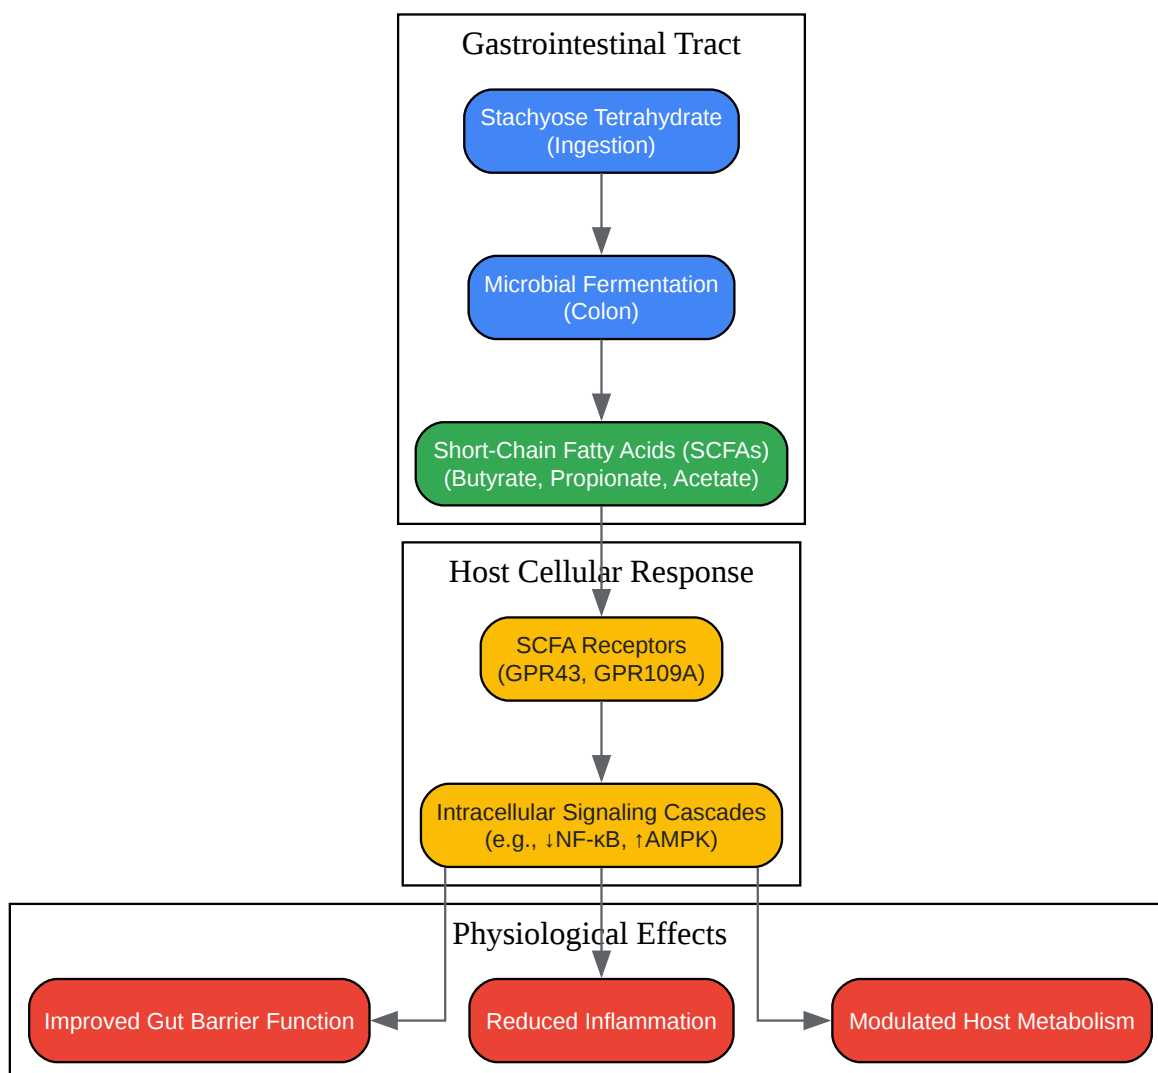 Gastrointestinal Tract
Stachyose Tetrahydrate
(Ingestion)
Microbial Fermentation
(Colon)
Short-Chain Fatty Acids (SCFAs)
(Butyrate, Propionate, Acetate)
Host Cellular Response
SCFA Receptors
(GPR43, GPR109A)
Intracellular Signaling Cascades
(e.g., ↓NF-κB, ↑AMPK)
Physiological Effects
Improved Gut Barrier Function
Reduced Inflammation
Modulated Host Metabolism